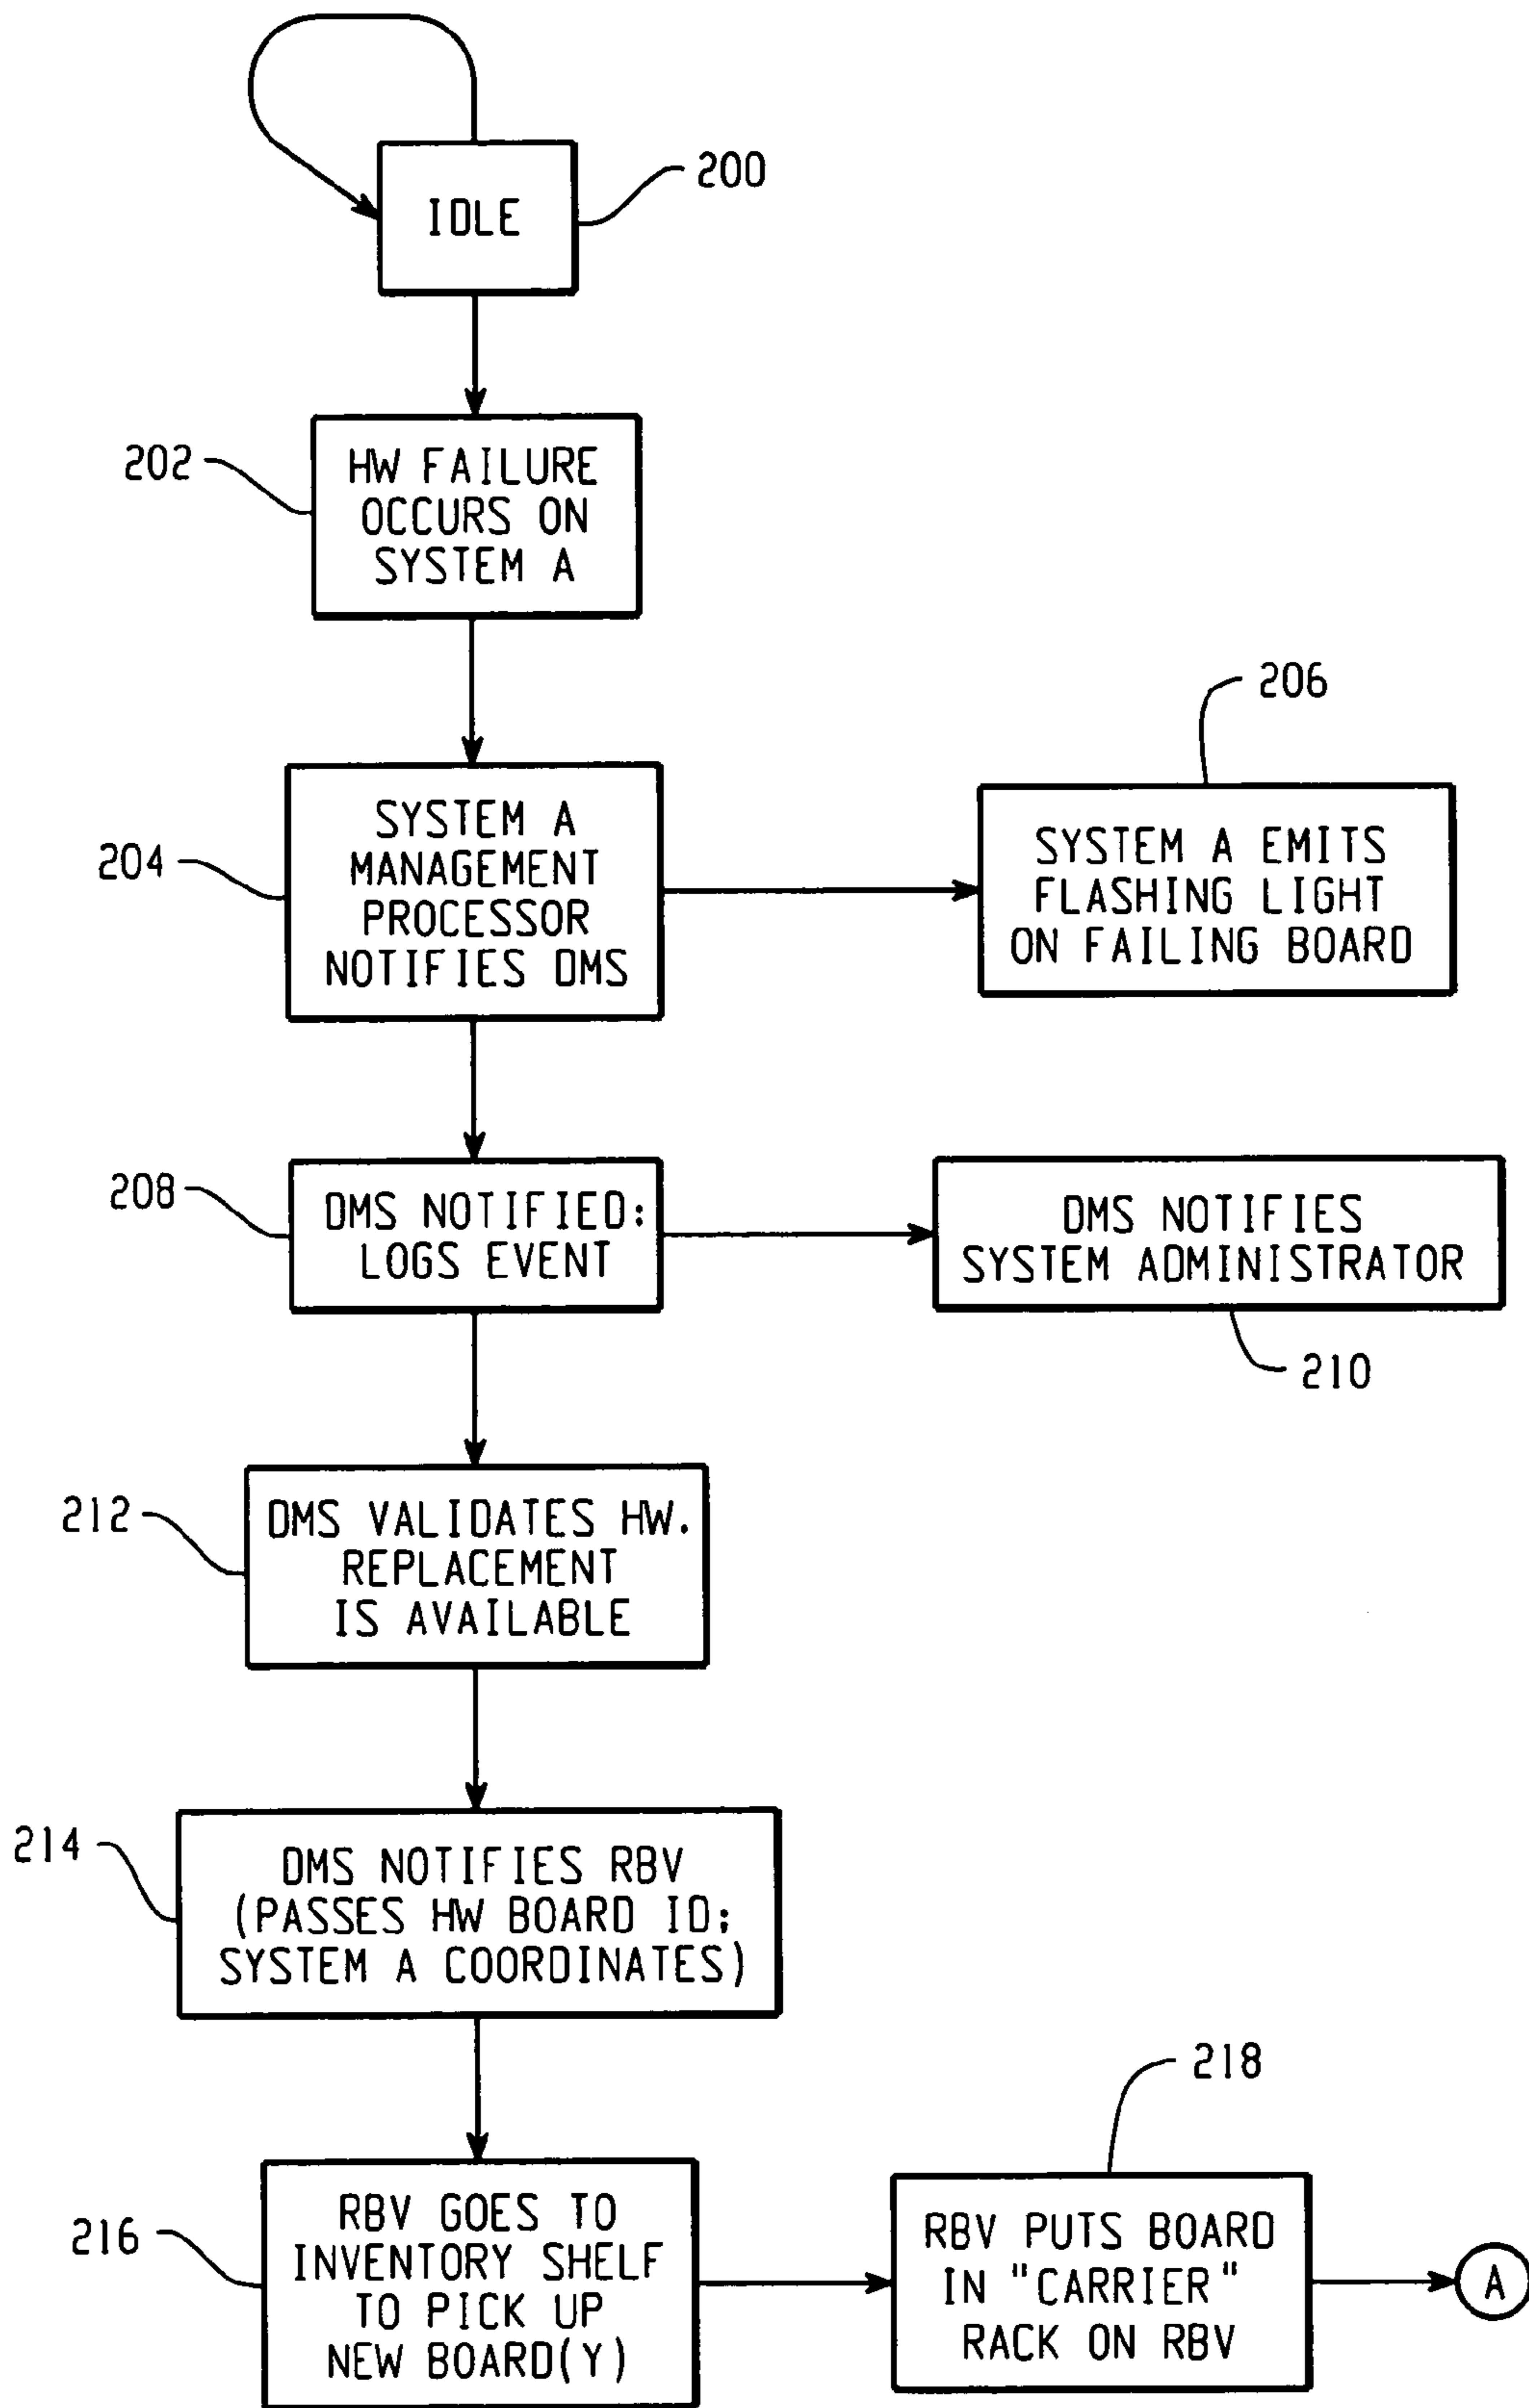 200
IDLE
202
HW FAILURE
OCCURS ON
SYSTEM A
206
204
SYSTEM A
MANAGEMENT
PROCESSOR
NOTIFIES DMS
SYSTEM A EMITS
FLASHING LIGHT
ON FAILING BOARD
208
DMS NOTIFIED:
LOGS EVENT
DMS NOTIFIES
SYSTEM ADMINISTRATOR
210
212
DMS VALIDATES HW.
REPLACEMENT
IS AVAILABLE
214
DMS NOTIFIES RBV
(PASSES HW BOARD ID;
SYSTEM A COORDINATES)
218
216
RBV GOES TO
INVENTORY SHELF
TO PICK UP
NEW BOARD(Y)
RBV PUTS BOARD
IN "CARRIER"
RACK ON RBV
A